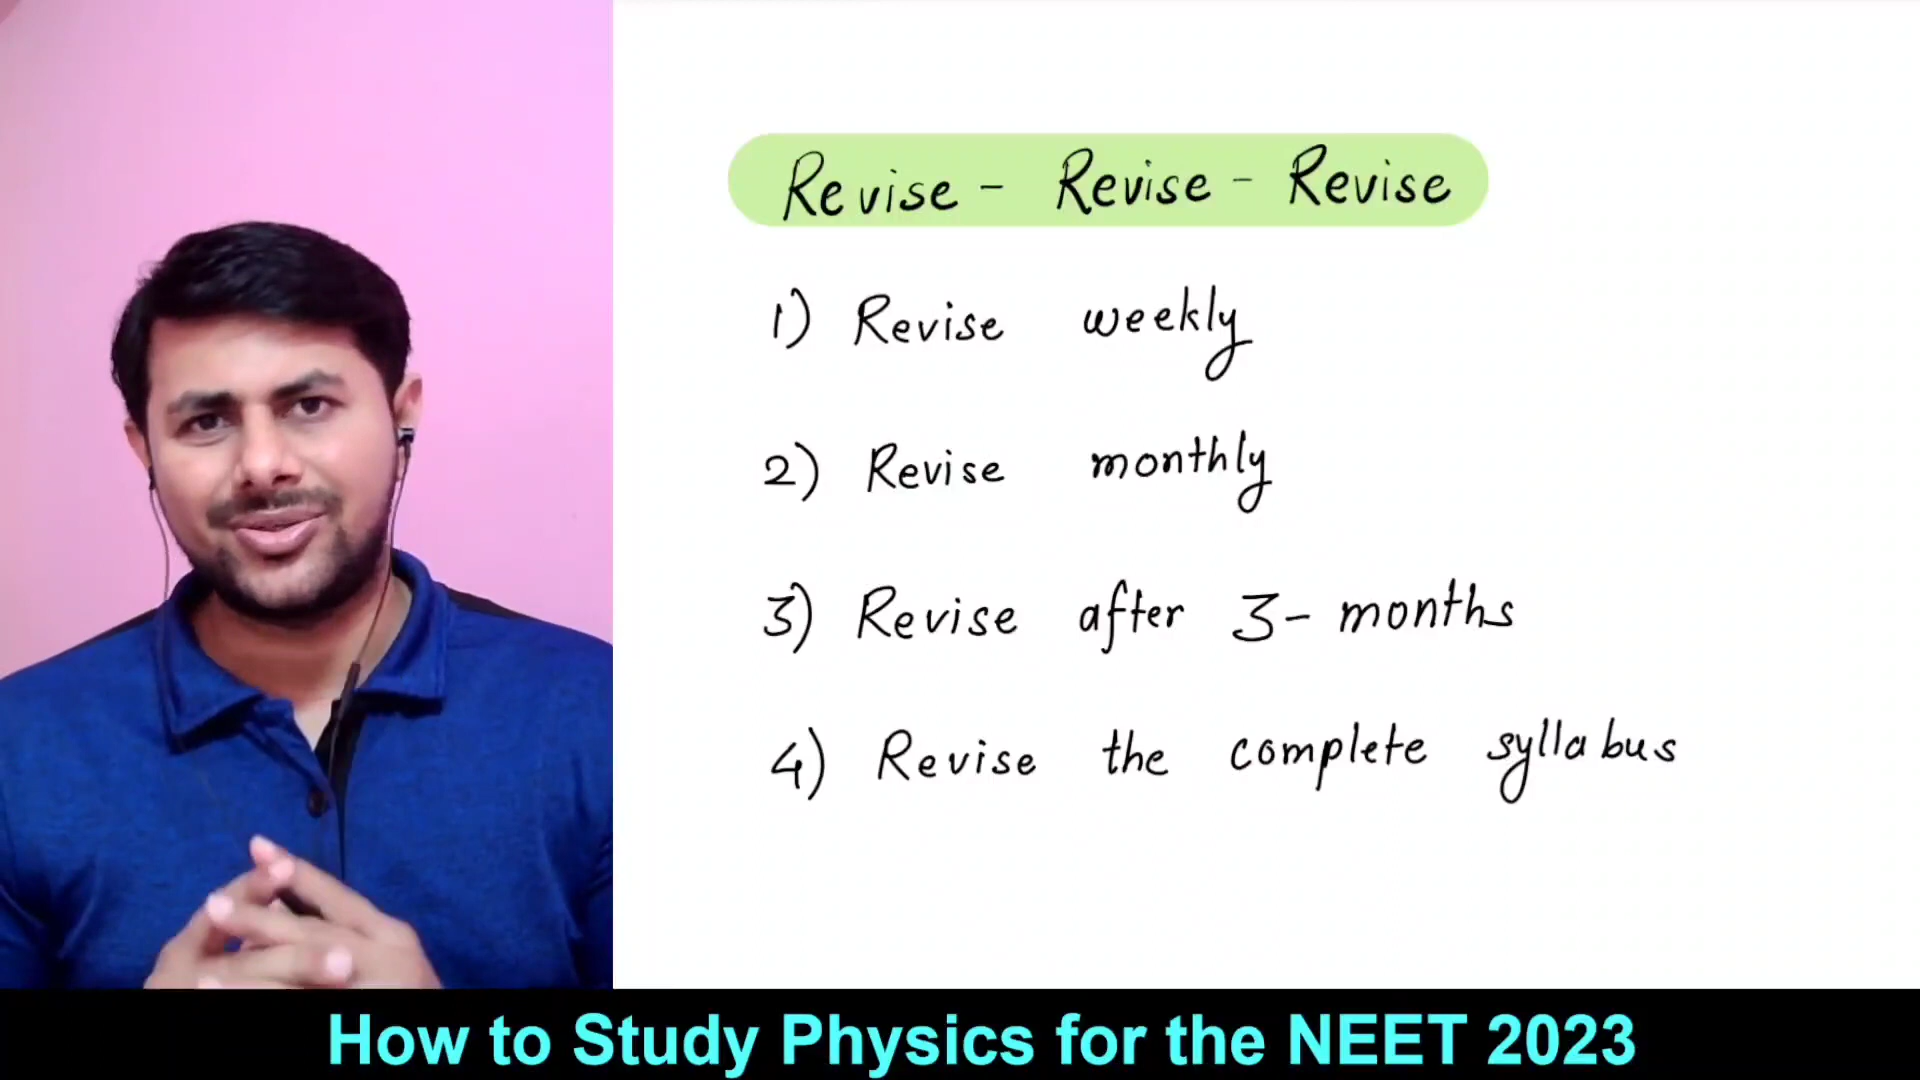 Revise - Revise - Revise
1) Revise weekly
2) Revise monthly
3) Revise after 3- months
4) Revise the complete syllabus
How to Study Physics for the NEET 2023